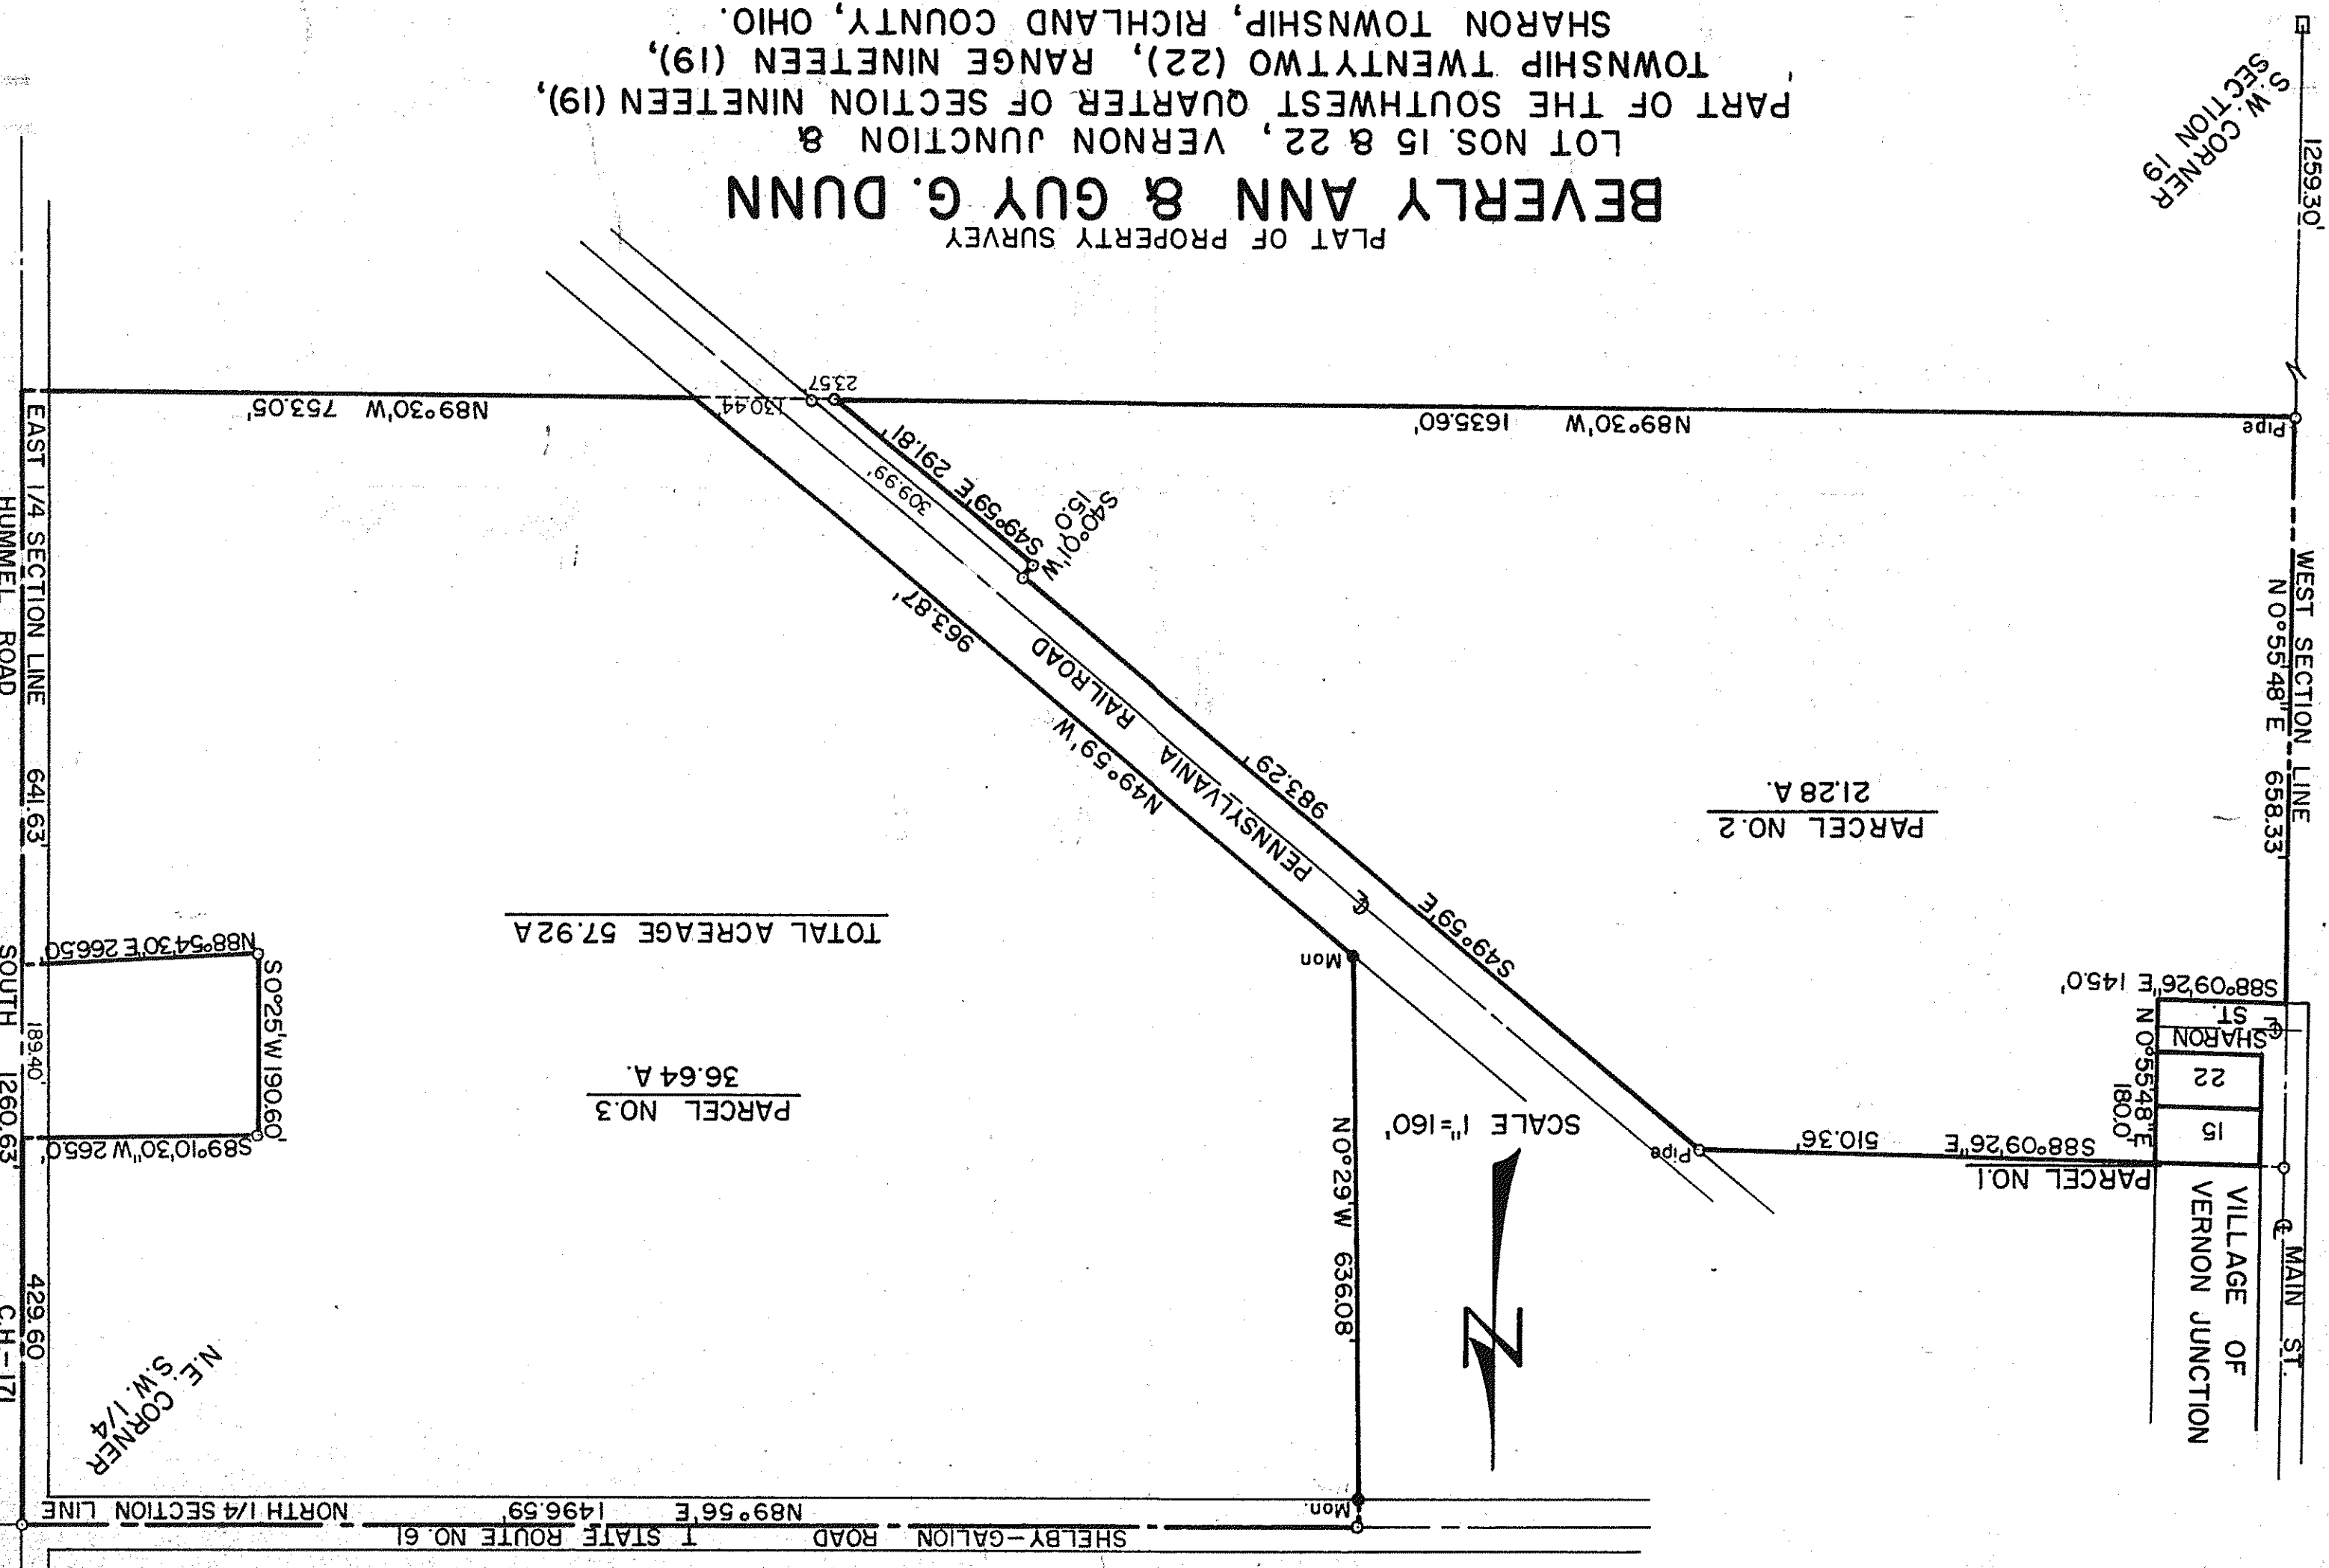 SHELBY-GALION ROAD T STATE ROUTE NO. 61
N89°56'E 1496.59' NORTH 1/4 SECTION LINE
Mon.
N.E. CORNER
S.W. 1/4
MAIN ST.
VILLAGE OF
VERNON JUNCTION
N0°29'W 636.08'
SCALE 1"=160'
PARCEL NO.1
S88°09'26"E 510.36'
Pipe
15
22
SHARON
ST.
N 0°55'48"E
180.0'
S88°09'26"E 145.0'
S89°10'30"W 265.0'
S0°25'W 190.60'
N88°54'30"E 266.50'
429.60
189.40'
EAST 1/4 SECTION LINE 641.63'
HUMMEL ROAD SOUTH 1260.63' C.H.-171
PARCEL NO.3
36.64 A.
TOTAL ACREAGE 57.92A
Mon
PARCEL NO.2
21.28 A.
S49°59'E 983.29'
PENNSYLVANIA RAILROAD
N49°59'W 963.87'
WEST SECTION LINE
N 0°55'48"E 658.33'
S40°01'W
15.0'
S49°59'E 291.81'
309.99'
Pipe
N89°30'W 1635.60'
23.57'
130.44'
N89°30'W 753.05'
1259.30'
S.W. CORNER
SECTION 19
PLAT OF PROPERTY SURVEY
BEVERLY ANN & GUY G. DUNN
LOT NOS. 15 & 22, VERNON JUNCTION &
PART OF THE SOUTHWEST QUARTER OF SECTION NINETEEN (19),
TOWNSHIP TWENTYTWO (22), RANGE NINETEEN (19),
SHARON TOWNSHIP, RICHLAND COUNTY, OHIO.